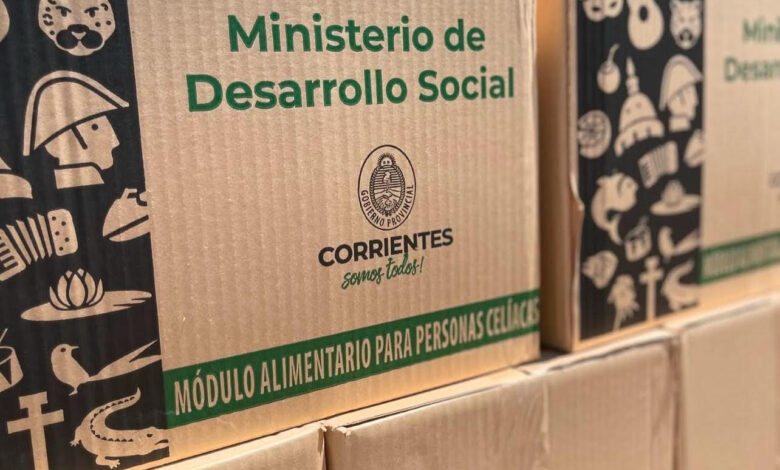 Ministerio de
Desarrollo Social
GOBIERNO PROVINCIAL
CORRIENTES
somos todos!
MÓDULO ALIMENTARIO PARA PERSONAS CELÍACAS